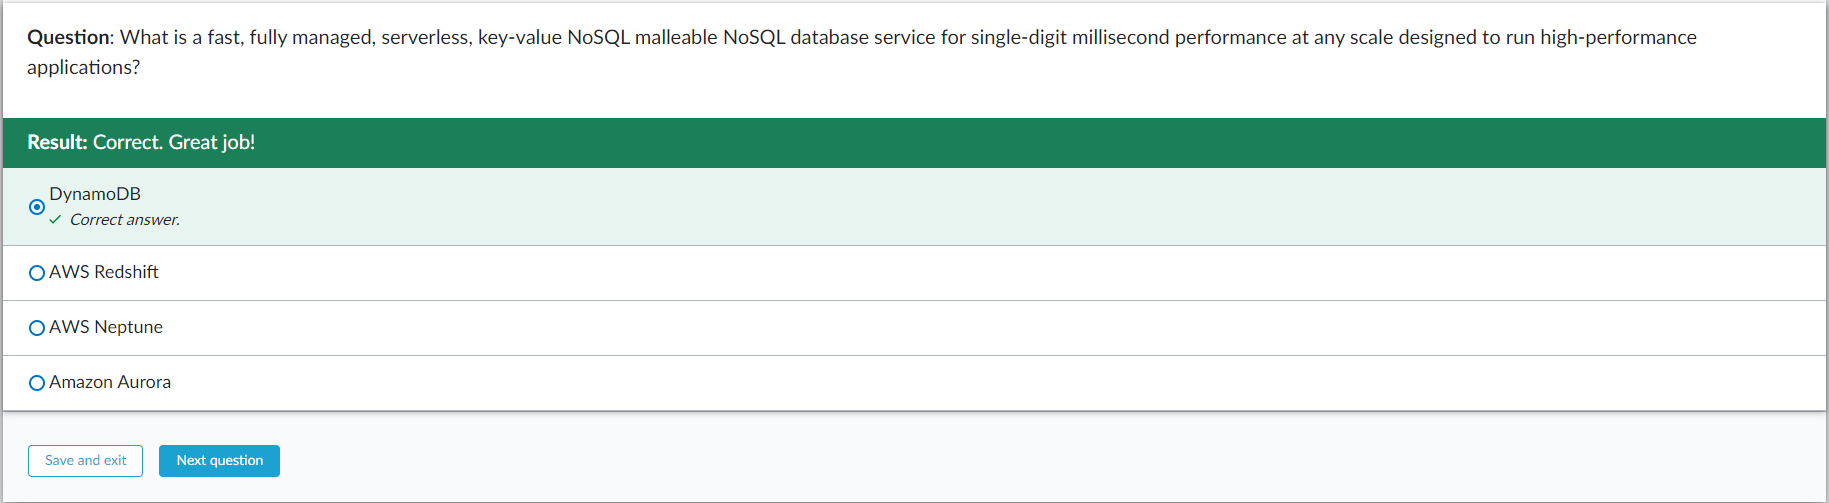 Question: What is a fast, fully managed, serverless, key-value NoSQL malleable NoSQL database service for single-digit millisecond performance at any scale designed to run high-performance
applications?
Result: Correct. Great job!
DynamoDB
✓ Correct answer.
AWS Redshift
AWS Neptune
Amazon Aurora
Save and exit Next question